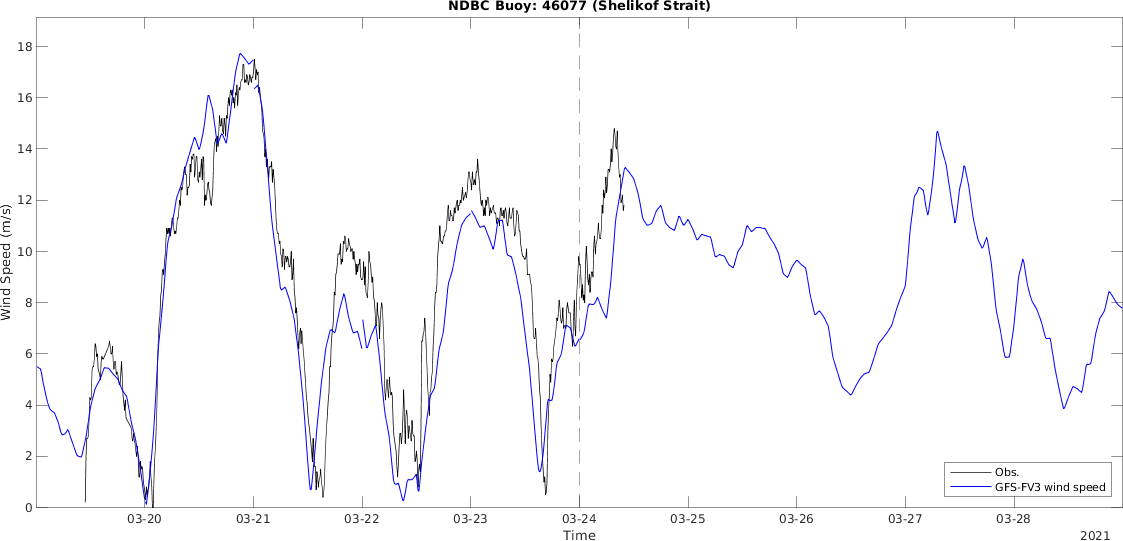 NDBC Buoy: 46077 (Shelikof Strait)
Wind Speed (m/s)
18
16
14
12
10
8
6
4
2
0
03-20 03-21 03-22 03-23 03-24 03-25 03-26 03-27 03-28
Time
2021
Obs.
GFS-FV3 wind speed